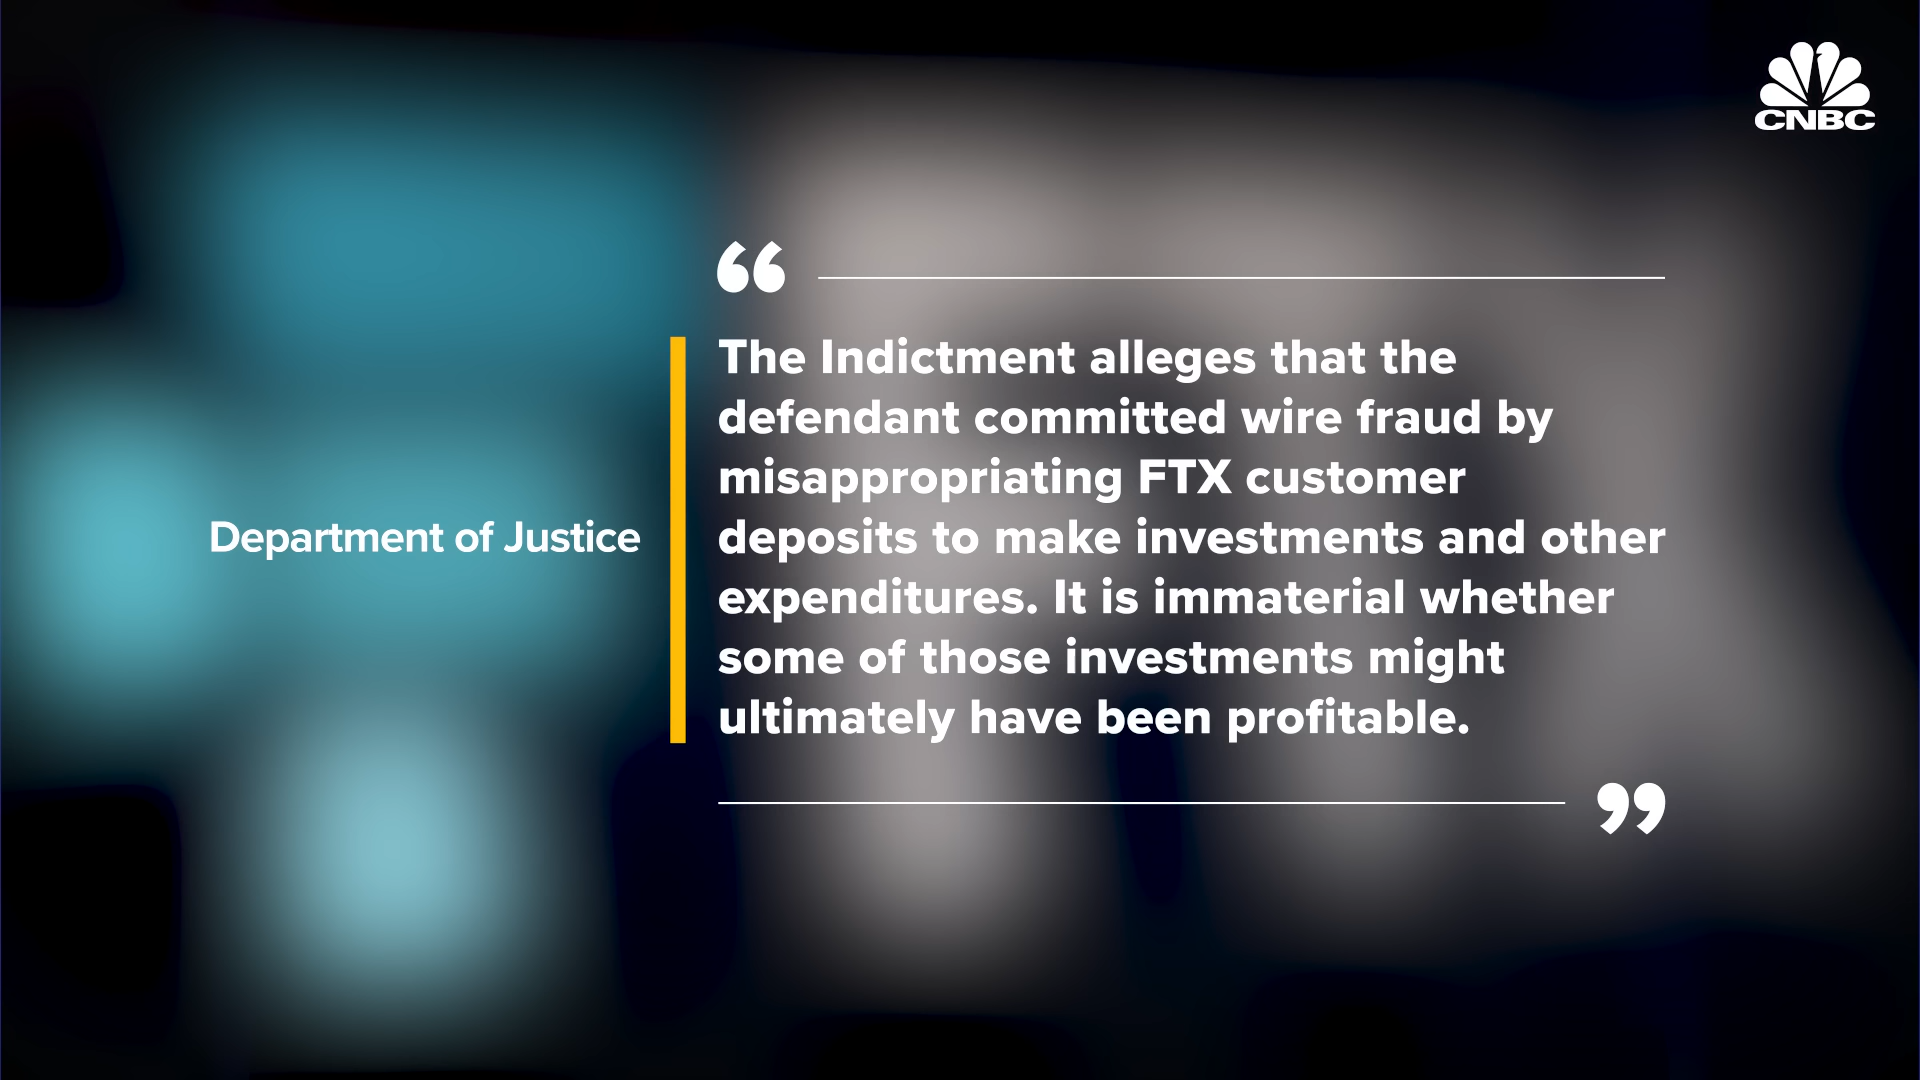 CNBC
“
Department of Justice
The Indictment alleges that the
defendant committed wire fraud by
misappropriating FTX customer
deposits to make investments and other
expenditures. It is immaterial whether
some of those investments might
ultimately have been profitable.
”